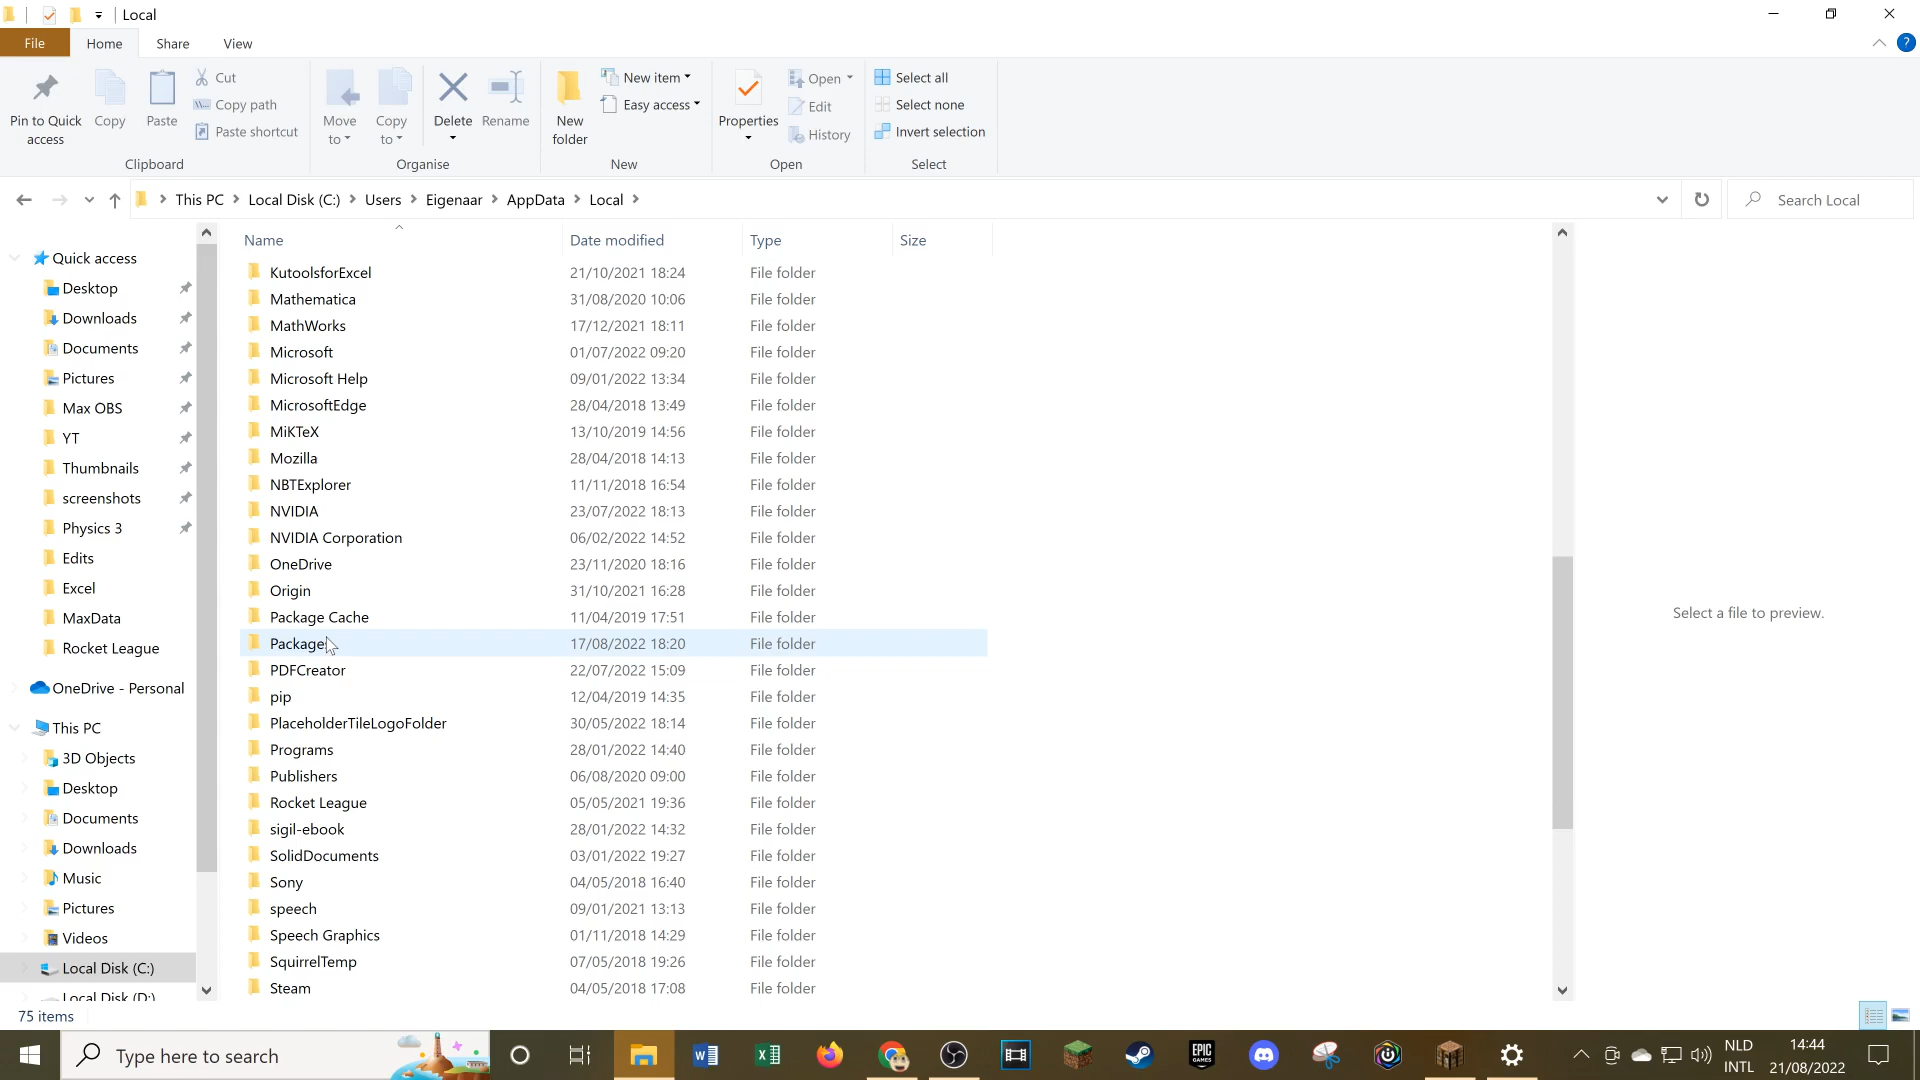 Local
File Home Share View
Pin to Quick access
Copy
Paste
Cut
Copy path
Paste shortcut
Clipboard
Move to
Copy to
Delete
Rename
Organise
New folder
New item
Easy access
New
Properties
Open
Edit
History
Open
Select all
Select none
Invert selection
Select
This PC Local Disk (C:) Users Eigenaar AppData Local
Search Local
Quick access
Desktop
Downloads
Documents
Pictures
Max OBS
YT
Thumbnails
screenshots
Physics 3
Edits
Excel
MaxData
Rocket League
OneDrive - Personal
This PC
3D Objects
Desktop
Documents
Downloads
Music
Pictures
Videos
Local Disk (C:)
Local Disk (D:)
Name Date modified Type Size
KutoolsforExcel 21/10/2021 18:24 File folder
Mathematica 31/08/2020 10:06 File folder
MathWorks 17/12/2021 18:11 File folder
Microsoft 01/07/2022 09:20 File folder
Microsoft Help 09/01/2022 13:34 File folder
MicrosoftEdge 28/04/2018 13:49 File folder
MiKTeX 13/10/2019 14:56 File folder
Mozilla 28/04/2018 14:13 File folder
NBTExplorer 11/11/2018 16:54 File folder
NVIDIA 23/07/2022 18:13 File folder
NVIDIA Corporation 06/02/2022 14:52 File folder
OneDrive 23/11/2020 18:16 File folder
Origin 31/10/2021 16:28 File folder
Package Cache 11/04/2019 17:51 File folder
Package 17/08/2022 18:20 File folder
PDFCreator 22/07/2022 15:09 File folder
pip 12/04/2019 14:35 File folder
PlaceholderTileLogoFolder 30/05/2022 18:14 File folder
Programs 28/01/2022 14:40 File folder
Publishers 06/08/2020 09:00 File folder
Rocket League 05/05/2021 19:36 File folder
sigil-ebook 28/01/2022 14:32 File folder
SolidDocuments 03/01/2022 19:27 File folder
Sony 04/05/2018 16:40 File folder
speech 09/01/2021 13:13 File folder
Speech Graphics 01/11/2018 14:29 File folder
SquirrelTemp 07/05/2018 19:26 File folder
Steam 04/05/2018 17:08 File folder
Select a file to preview.
75 items
Type here to search
EPIC GAMES
NLD
INTL
14:44
21/08/2022